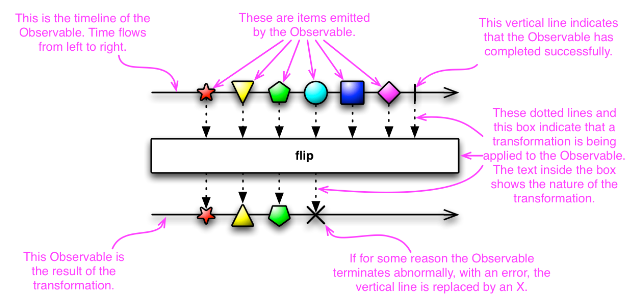 This is the timeline of the
Observable. Time flows
from left to right.
These are items emitted
by the Observable.
This vertical line indicates
that the Observable has
completed successfully.
These dotted lines and
this box indicate that a
transformation is being
applied to the Observable.
The text inside the box
shows the nature of the
transformation.
flip
This Observable is
the result of the
transformation.
If for some reason the Observable
terminates abnormally, with an error, the
vertical line is replaced by an X.